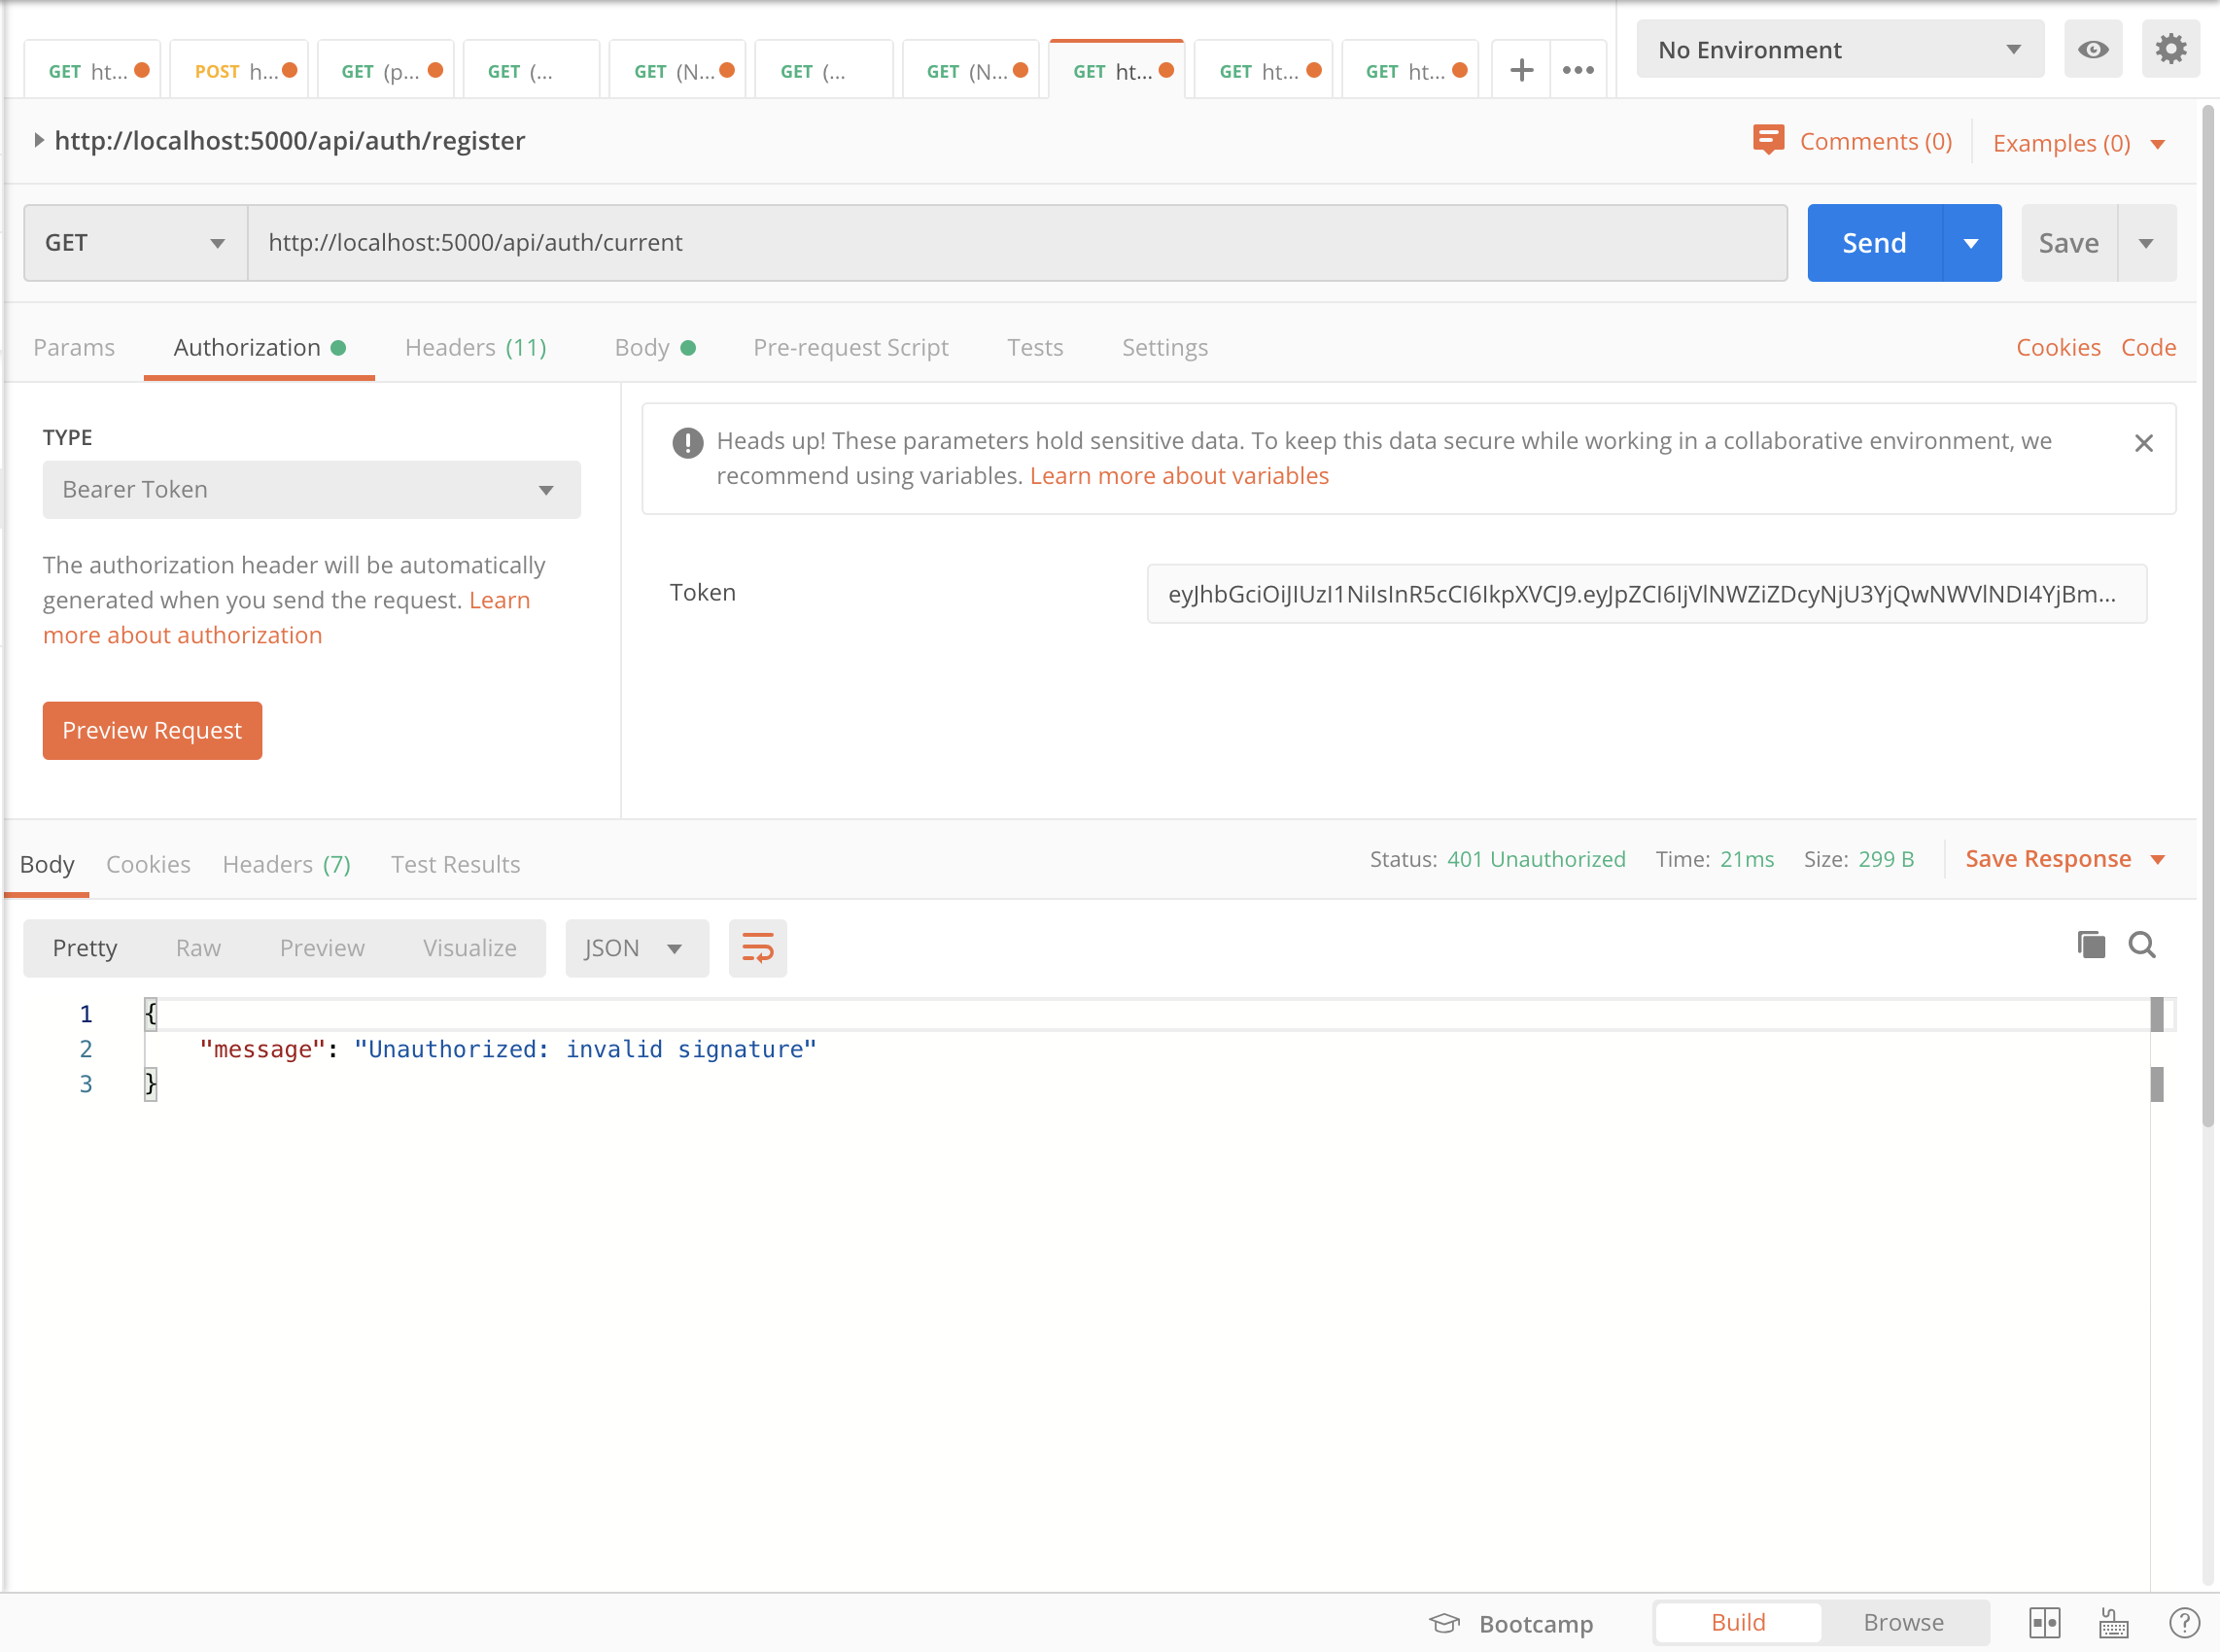 GET ht...
POST h...
GET (p...
GET (...
GET (N...
GET (...
GET (N...
GET ht...
GET ht...
GET ht...
No Environment
http://localhost:5000/api/auth/register
Comments (0)
Examples (0)
GET
http://localhost:5000/api/auth/current
Send
Save
Params
Authorization
Headers (11)
Body
Pre-request Script
Tests
Settings
Cookies
Code
TYPE
Bearer Token
The authorization header will be automatically
generated when you send the request. Learn
more about authorization
Preview Request
Heads up! These parameters hold sensitive data. To keep this data secure while working in a collaborative environment, we
recommend using variables. Learn more about variables
Token
eyJhbGciOiJIUzI1NiIsInR5cCI6IkpXVCJ9.eyJpZCI6IjVlNWZiZDcyNjU3YjQwNWVlNDI4YjBm...
Body
Cookies
Headers (7)
Test Results
Status: 401 Unauthorized
Time: 21ms
Size: 299 B
Save Response
Pretty
Raw
Preview
Visualize
JSON
1 {
2 "message": "Unauthorized: invalid signature"
3 }
Bootcamp
Build
Browse